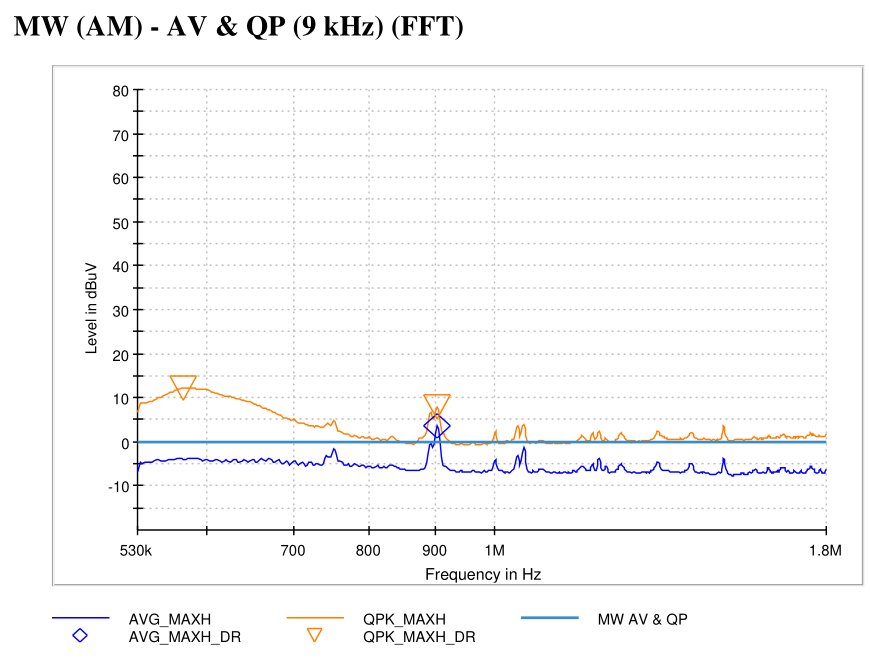 MW (AM) - AV & QP (9 kHz) (FFT)
80
70
60
50
40
30
20
10
0
-10
Level in dBuV
530k 700 800 900 1M 1.8M
Frequency in Hz
AVG_MAXH QPK_MAXH MW AV & QP
AVG_MAXH_DR QPK_MAXH_DR